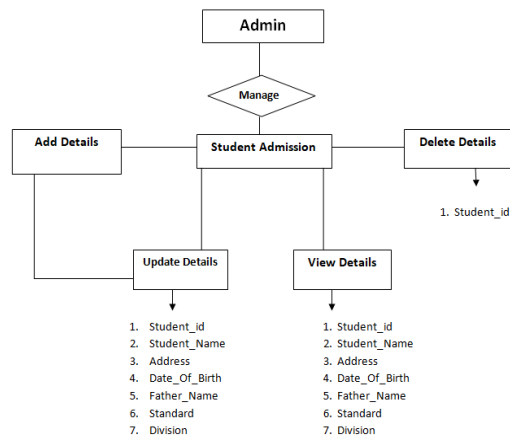 Admin
Manage
Add Details
Student Admission
Delete Details
1. Student_id
Update Details
View Details
1. Student_id
2. Student_Name
3. Address
4. Date_Of_Birth
5. Father_Name
6. Standard
7. Division
1. Student_id
2. Student_Name
3. Address
4. Date_Of_Birth
5. Father_Name
6. Standard
7. Division